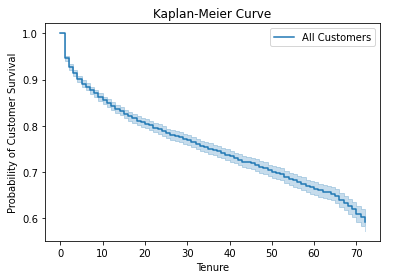 Kaplan-Meier Curve
All Customers
Probability of Customer Survival
1.0
0.9
0.8
0.7
0.6
0 10 20 30 40 50 60 70
Tenure